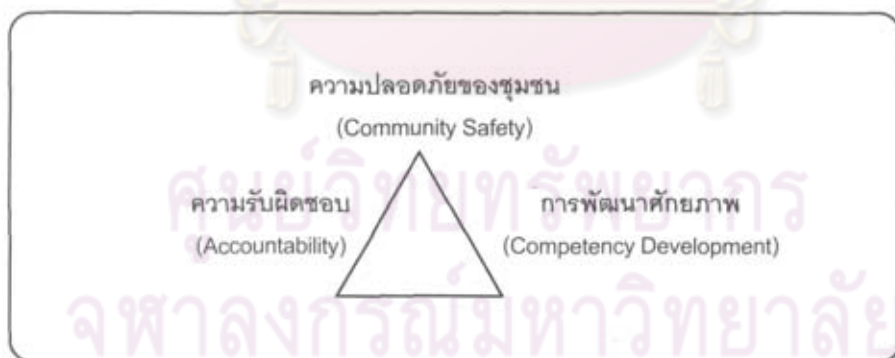 ความปลอดภัยของชุมชน
(Community Safety)
ความรับผิดชอบ
(Accountability)
การพัฒนาศักยภาพ
(Competency Development)
ศูนย์วิทยทรัพยากร
จุฬาลงกรณ์มหาวิทยาลัย